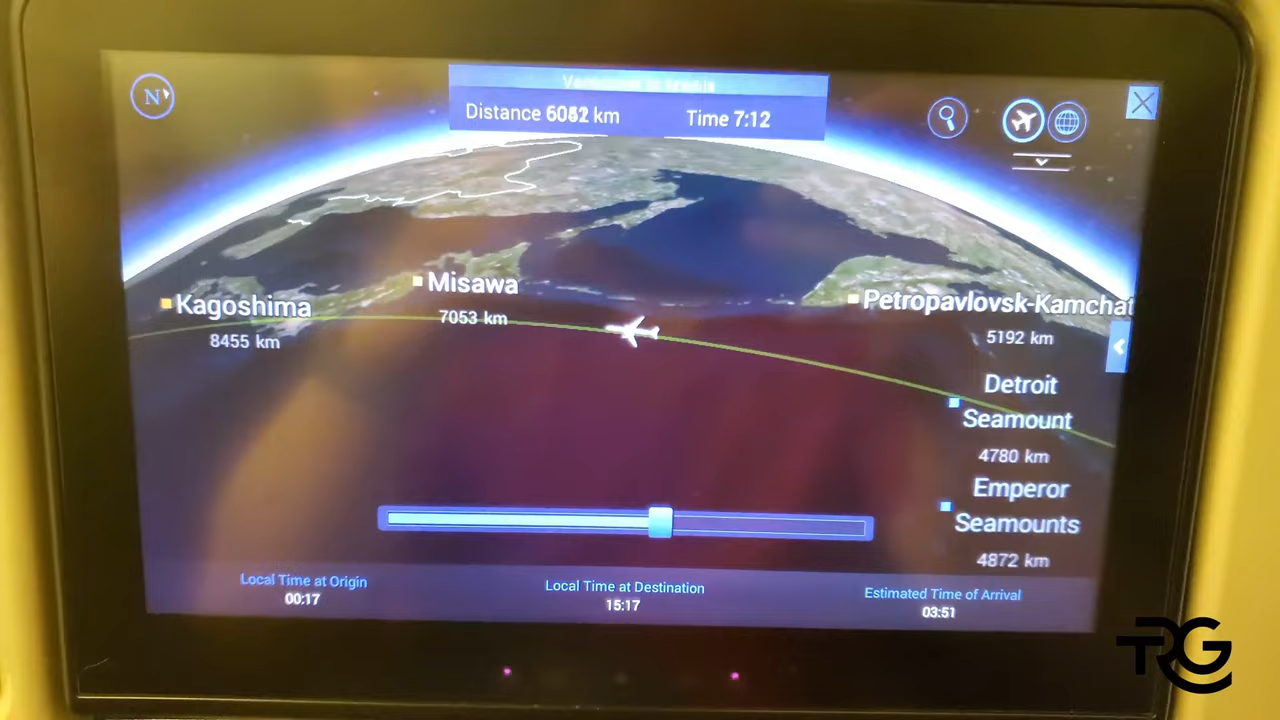 N
Distance 6042 km
Time 7:12
Kagoshima
8455 km
Misawa
7053 km
Petropavlovsk-Kamchat
5192 km
Detroit
Seamount
4780 km
Emperor
Seamounts
4872 km
Local Time at Origin
00:17
Local Time at Destination
15:17
Estimated Time of Arrival
03:51
TRG